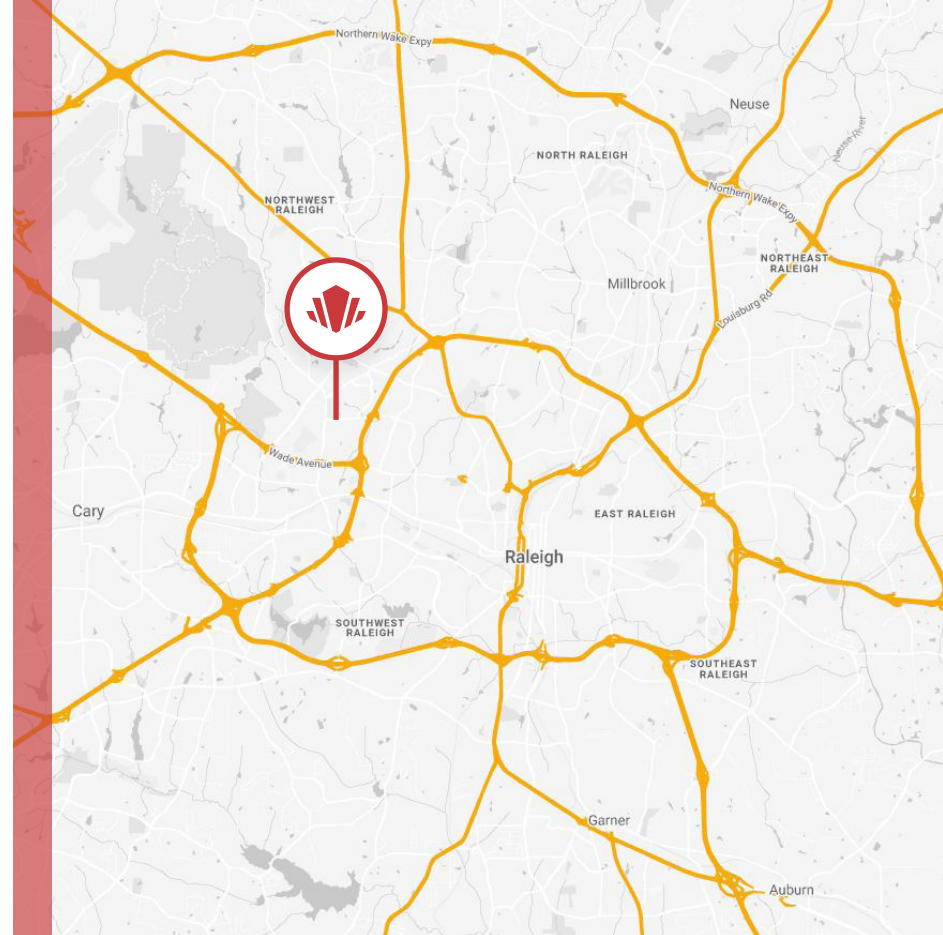 Northern Wake Expy
Neuse
Neuse River
NORTH RALEIGH
Northern Wake Expy
NORTHWEST
RALEIGH
NORTHEAST
RALEIGH
Millbrook
Louisburg Rd
Wade Avenue
Cary
EAST RALEIGH
Raleigh
SOUTHWEST
RALEIGH
SOUTHEAST
RALEIGH
Garner
Auburn